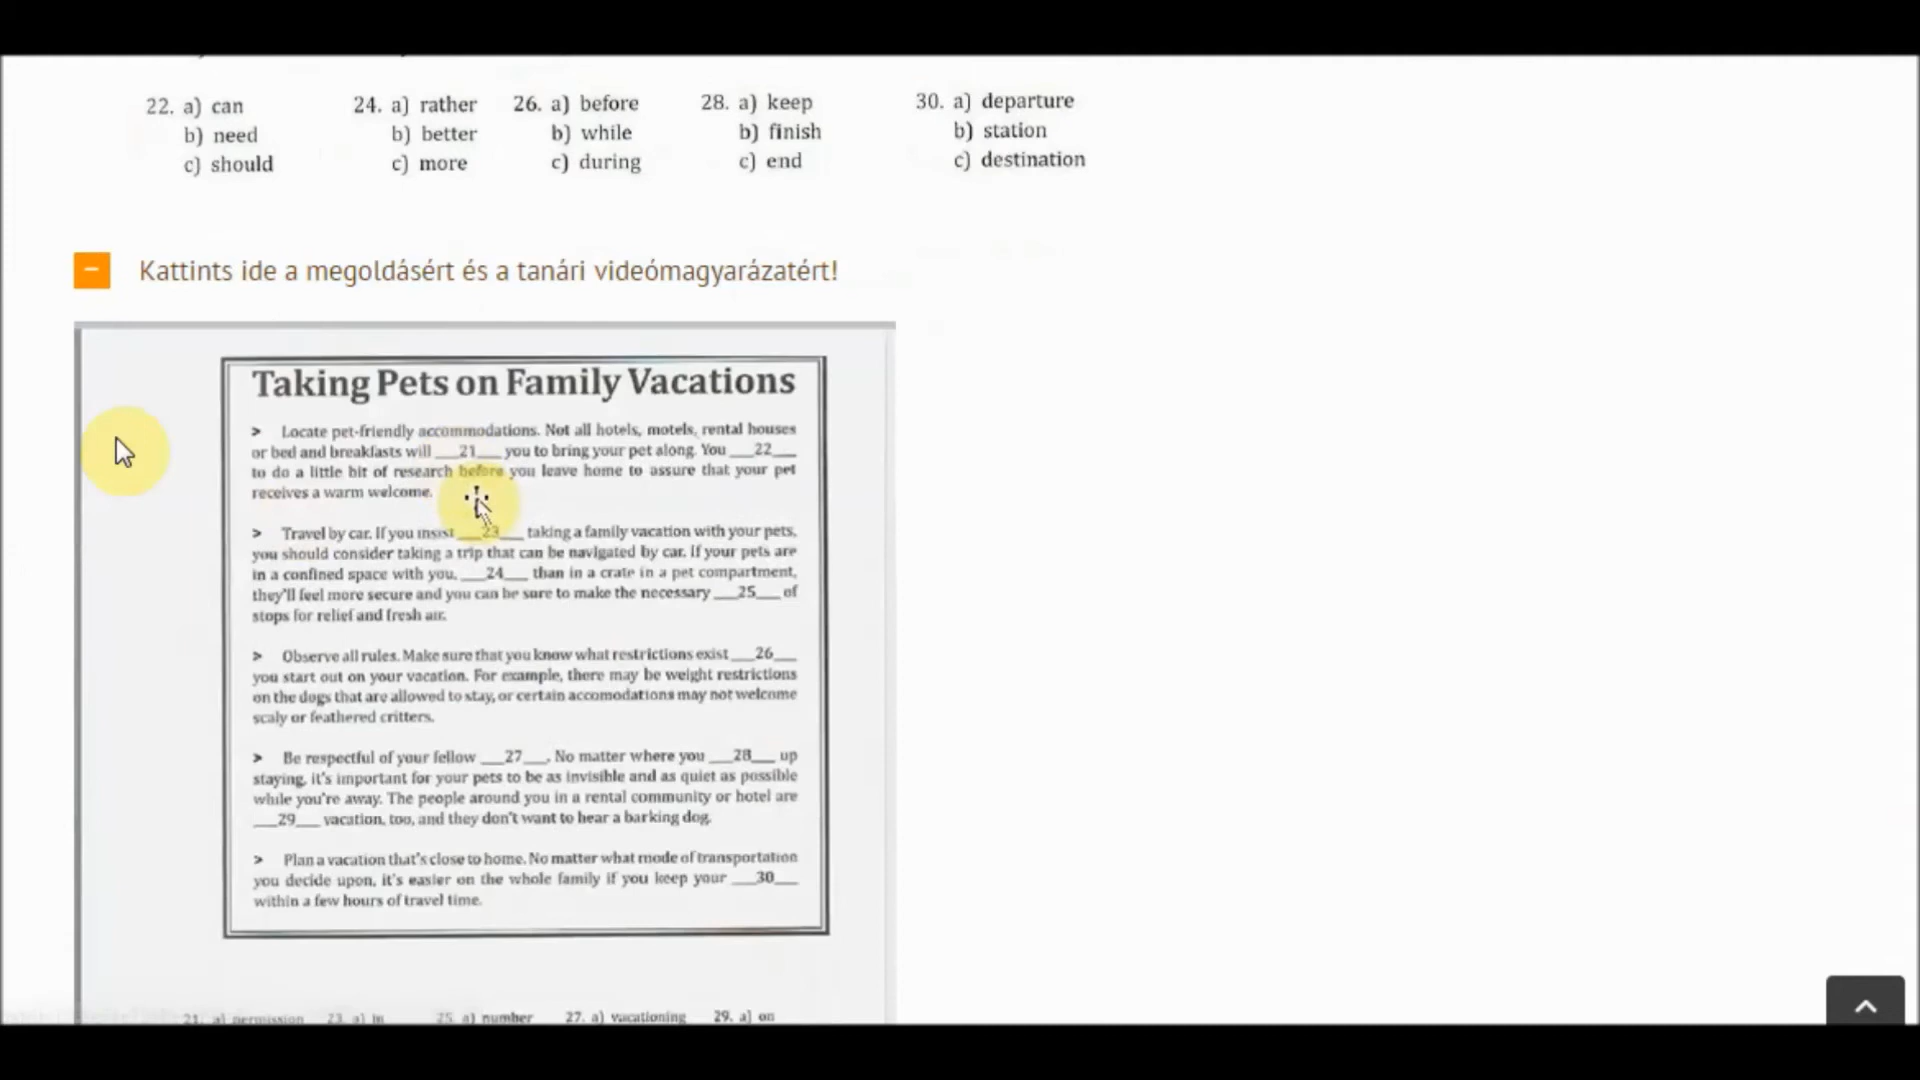 22. a) can 24. a) rather 26. a) before 28. a) keep 30. a) departure
b) need b) better b) while b) finish b) station
c) should c) more c) during c) end c) destination
Kattints ide a megoldásért és a tanári videómagyarázatért!
Taking Pets on Family Vacations
> Locate pet-friendly accommodations. Not all hotels, motels, rental houses
or bed and breakfasts will ___21___ you to bring your pet along. You ___22___
to do a little bit of research before you leave home to assure that your pet
receives a warm welcome.
> Travel by car. If you insist ___23___ taking a family vacation with your pets,
you should consider taking a trip that can be navigated by car. If your pets are
in a confined space with you, ___24___ than in a crate in a pet compartment,
they'll feel more secure and you can be sure to make the necessary ___25___ of
stops for relief and fresh air.
> Observe all rules. Make sure that you know what restrictions exist ___26___
you start out on your vacation. For example, there may be weight restrictions
on the dogs that are allowed to stay, or certain accomodations may not welcome
scaly or feathered critters.
> Be respectful of your fellow ___27___. No matter where you ___28___ up
staying, it's important for your pets to be as invisible and as quiet as possible
while you're away. The people around you in a rental community or hotel are
___29___ vacation, too, and they don't want to hear a barking dog.
> Plan a vacation that's close to home. No matter what mode of transportation
you decide upon, it's easier on the whole family if you keep your ___30___
within a few hours of travel time.
21. a) permission 23. a) in 25. a) number 27. a) vacationing 29. a) on